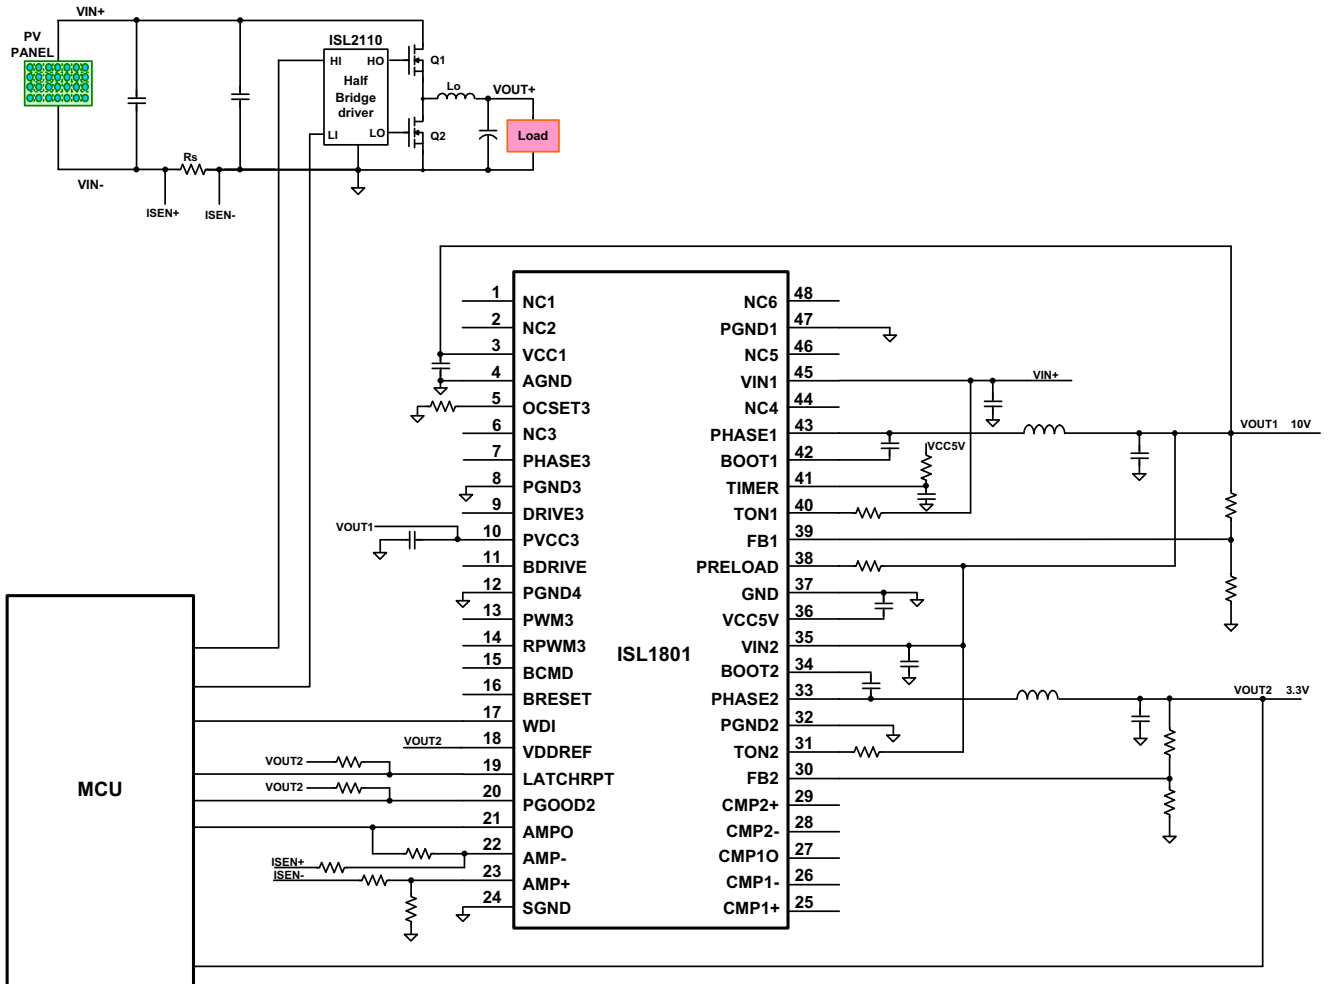 VIN+
PV
PANEL
ISL2110
HI
HO
Q1
Half
Bridge
driver
Lo
VOUT+
LI
LO
Q2
Load
Rs
VIN-
ISEN+
ISEN-
1
NC1
2
NC2
3
VCC1
4
AGND
5
OCSET3
6
NC3
7
PHASE3
8
PGND3
9
DRIVE3
VOUT1
10
PVCC3
11
BDRIVE
12
PGND4
13
PWM3
14
RPWM3
15
BCMD
16
BRESET
17
WDI
VOUT2
18
VDDREF
VOUT2
19
LATCHRPT
VOUT2
20
PGOOD2
21
AMPO
22
AMP-
ISEN+
23
AMP+
ISEN-
24
SGND
MCU
ISL1801
NC6
48
PGND1
47
NC5
46
VIN1
45
VIN+
NC4
44
PHASE1
43
VOUT1 10V
BOOT1
42
VCC5V
TIMER
41
TON1
40
FB1
39
PRELOAD
38
GND
37
VCC5V
36
VIN2
35
BOOT2
34
PHASE2
33
VOUT2 3.3V
PGND2
32
TON2
31
FB2
30
CMP2+
29
CMP2-
28
CMP1O
27
CMP1-
26
CMP1+
25